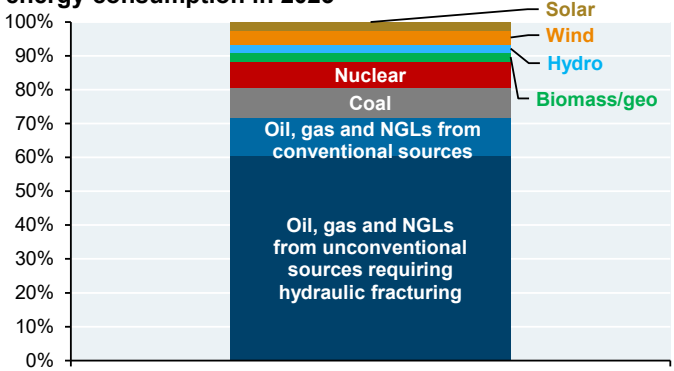 energy consumption in 2023
Solar
100%
Wind
90%
Hydro
Nuclear
80%
Biomass/geo
Coal
70%
Oil, gas and NGLs from
conventional sources
60%
50%
40%
Oil, gas and NGLs
from unconventional
sources requiring
hydraulic fracturing
30%
20%
10%
0%